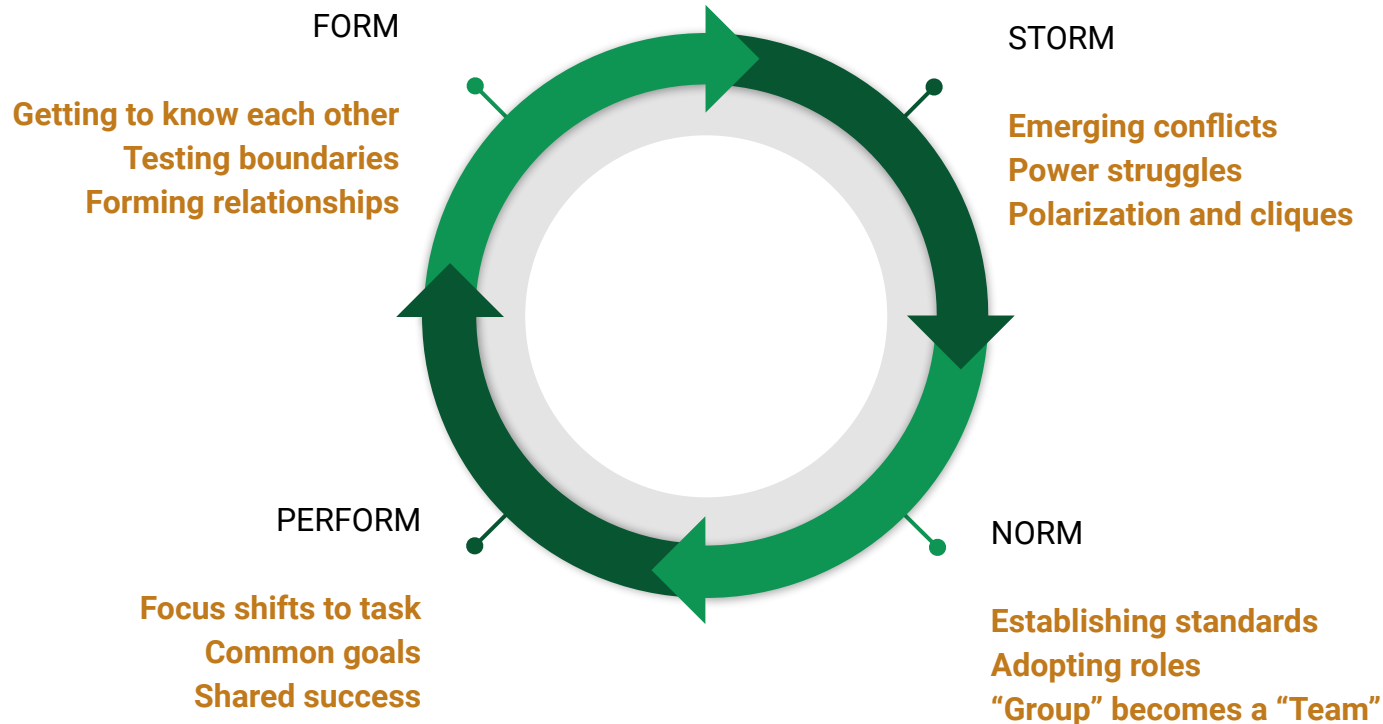 FORM
Getting to know each other
Testing boundaries
Forming relationships
STORM
Emerging conflicts
Power struggles
Polarization and cliques
PERFORM
Focus shifts to task
Common goals
Shared success
NORM
Establishing standards
Adopting roles
“Group” becomes a “Team”